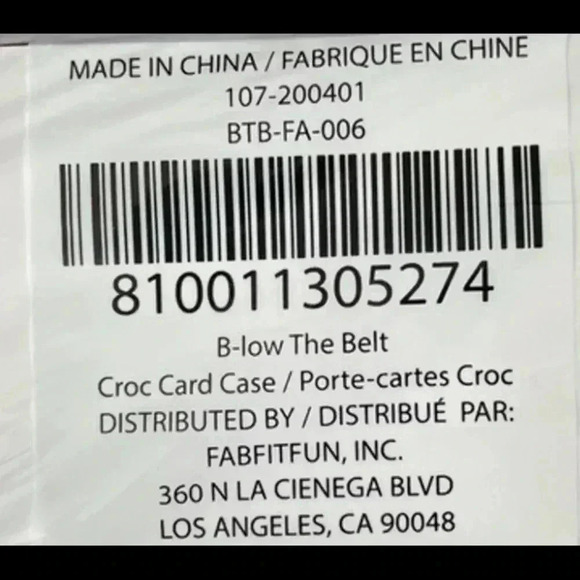 MADE IN CHINA / FABRIQUE EN CHINE
107-200401
BTB-FA-006
810011305274
B-low The Belt
Croc Card Case / Porte-cartes Croc
DISTRIBUTED BY / DISTRIBUÉ PAR:
FABFITFUN, INC.
360 N LA CIENEGA BLVD
LOS ANGELES, CA 90048